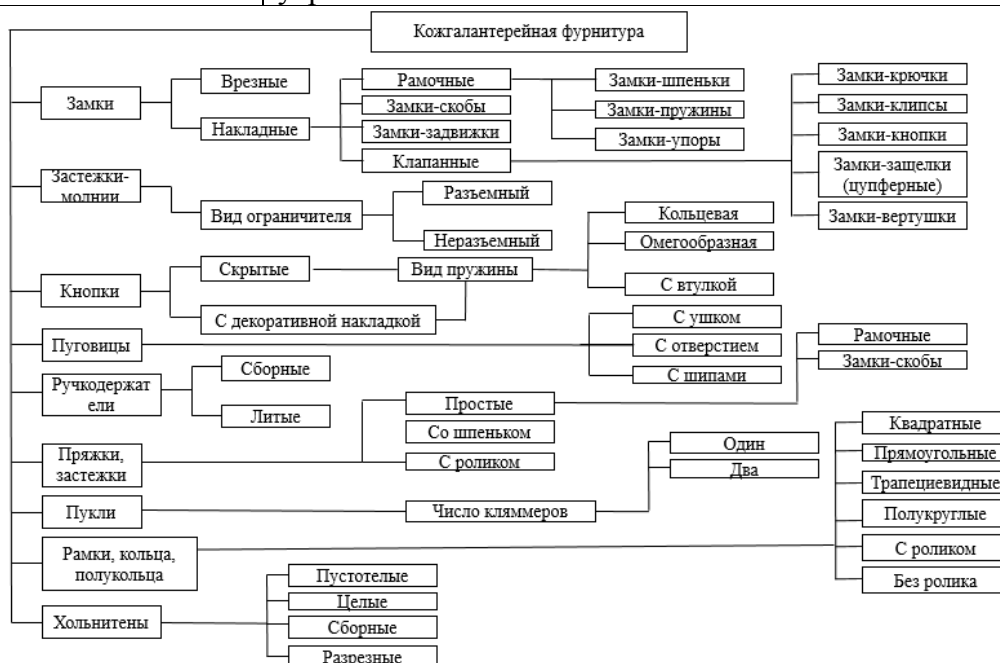 Кожгалантерейная фурнитура
Замки
Врезные
Накладные
Рамочные
Замки-скобы
Замки-задвижки
Клапанные
Замки-шпеньки
Замки-пружины
Замки-упоры
Замки-крючки
Замки-клипсы
Замки-кнопки
Замки-защелки
(цупферные)
Замки-вертушки
Застежки-
молнии
Вид ограничителя
Разъемный
Неразъемный
Кнопки
Скрытые
С декоративной накладкой
Вид пружины
Кольцевая
Омегообразная
С втулкой
Пуговицы
С ушком
С отверстием
С шипами
Ручкодержат
ели
Сборные
Литые
Пряжки,
застежки
Простые
Со шпеньком
С роликом
Рамочные
Замки-скобы
Пукли
Число кляммеров
Один
Два
Рамки, кольца,
полукольца
Квадратные
Прямоугольные
Трапециевидные
Полукруглые
С роликом
Без ролика
Хольнитены
Пустотелые
Целые
Сборные
Разрезные